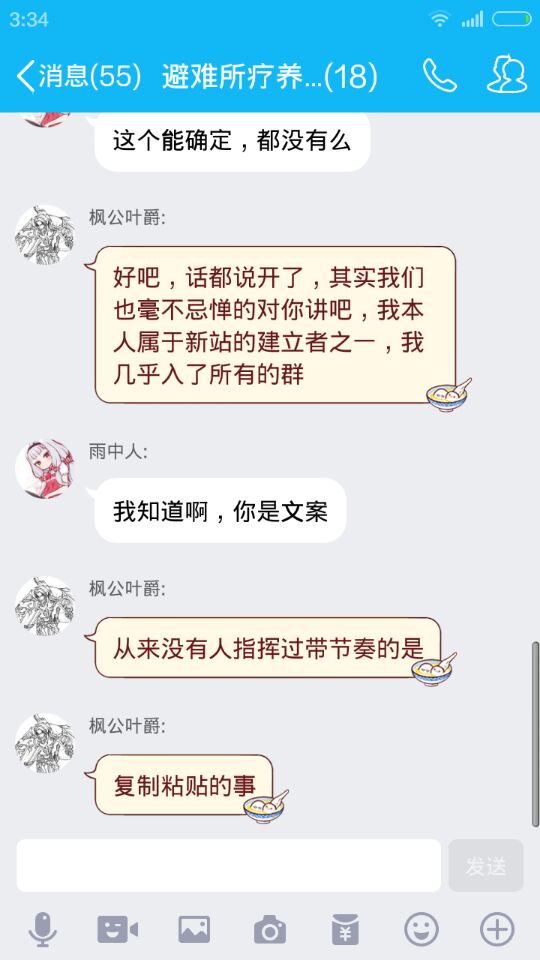 3:34
消息(55) 避难所疗养...(18)
这个能确定，都没有么
枫公叶爵:
好吧，话都说开了，其实我们
也毫不忌惮的对你讲吧，我本
人属于新站的建立者之一，我
几乎入了所有的群
雨中人:
我知道啊，你是文案
枫公叶爵:
从来没有人指挥过带节奏的是
枫公叶爵:
复制粘贴的事
发送